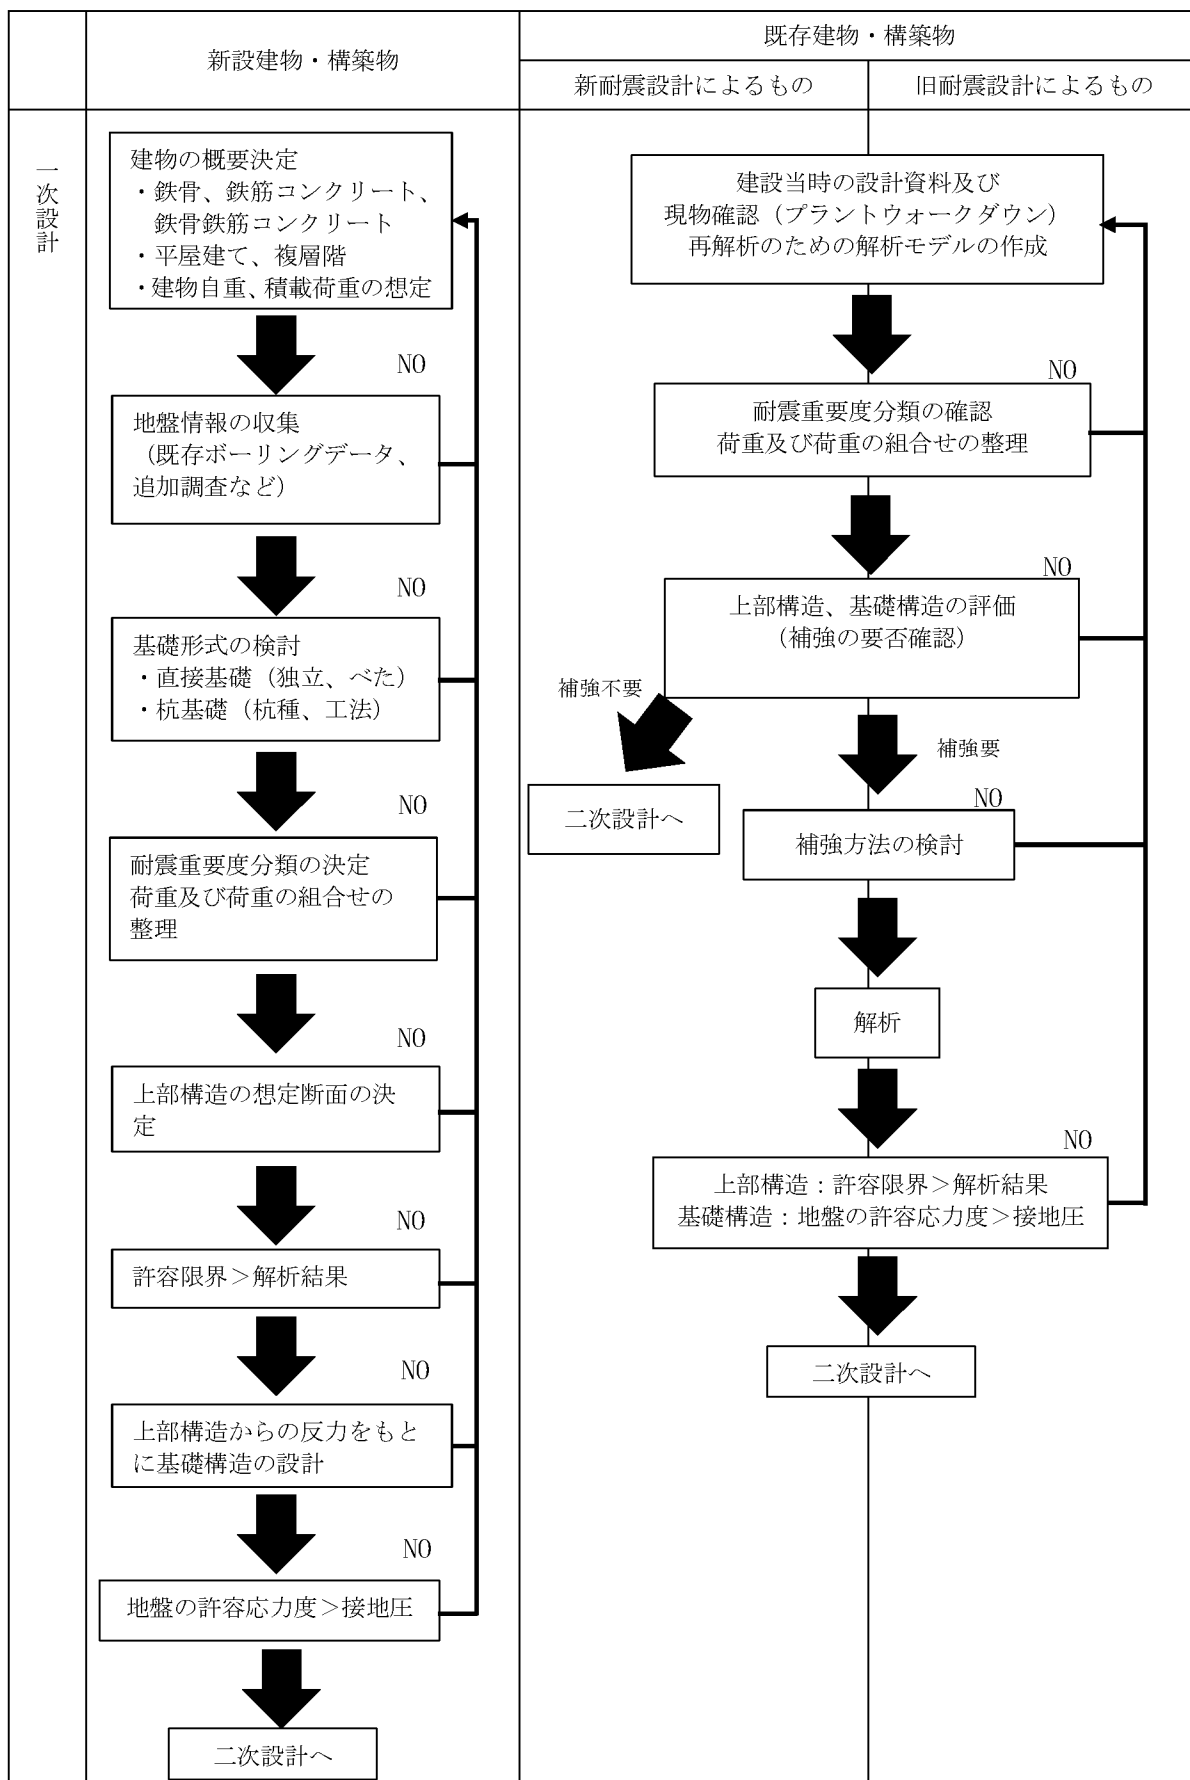 新設建物・構築物
既存建物・構築物
新耐震設計によるもの
旧耐震設計によるもの
一次設計
建物の概要決定
・鉄骨、鉄筋コンクリート、
鉄骨鉄筋コンクリート
・平屋建て、複層階
・建物自重、積載荷重の想定
NO
地盤情報の収集
（既存ボーリングデータ、
追加調査など）
NO
基礎形式の検討
・直接基礎（独立、べた）
・杭基礎（杭種、工法）
NO
耐震重要度分類の決定
荷重及び荷重の組合せの
整理
NO
上部構造の想定断面の決
定
NO
許容限界＞解析結果
NO
上部構造からの反力をもと
に基礎構造の設計
NO
地盤の許容応力度＞接地圧
二次設計へ
建設当時の設計資料及び
現物確認（プラントウォークダウン）
再解析のための解析モデルの作成
NO
耐震重要度分類の確認
荷重及び荷重の組合せの整理
NO
上部構造、基礎構造の評価
（補強の要否確認）
補強不要
二次設計へ
補強要
NO
補強方法の検討
解析
NO
上部構造：許容限界＞解析結果
基礎構造：地盤の許容応力度＞接地圧
二次設計へ